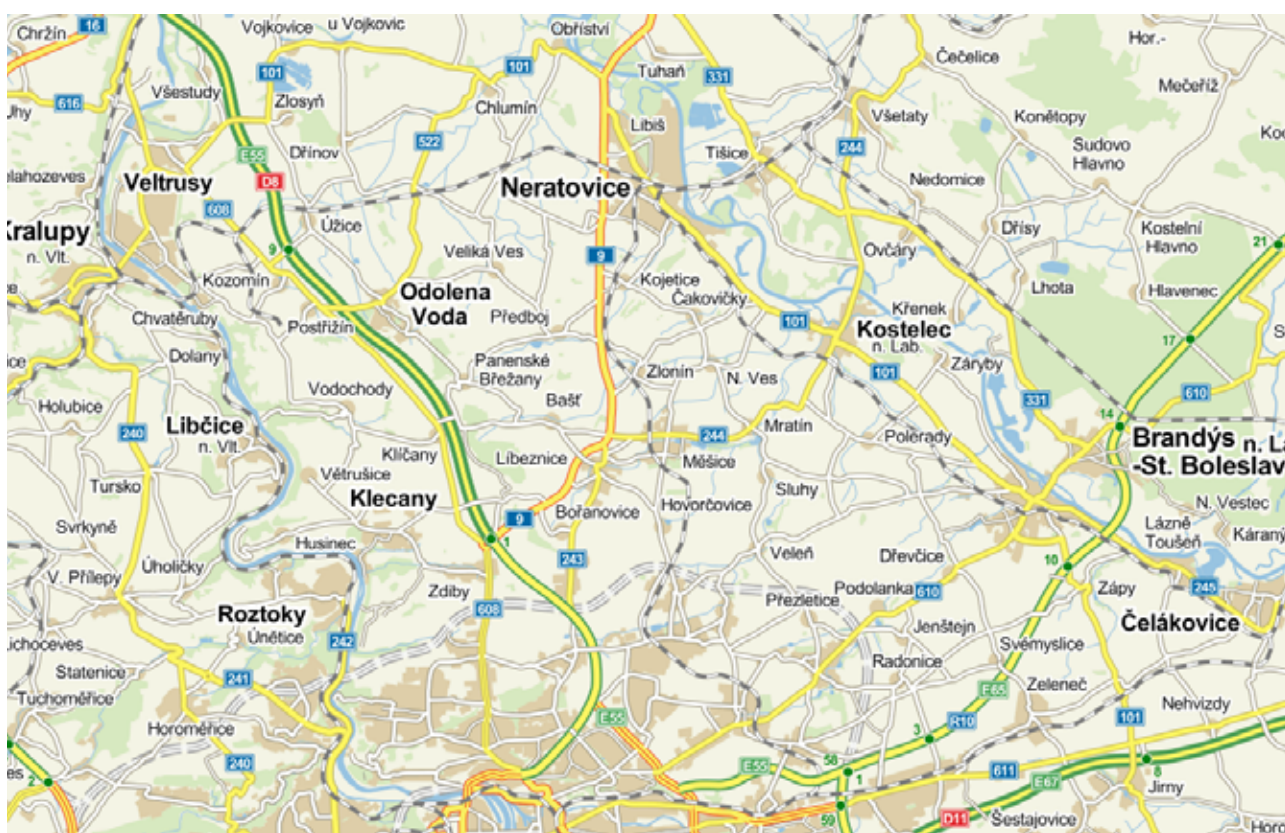 Chržín
16
Vojkovice
u Vojkovic
Obříství
Hor.-
Čečelice
101
101
Tuhaň
331
Mečeříž
616
Všestudy
Zlosyň
Chlumín
Všetaty
Konětopy
Libiš
522
244
Sudovo
Hlavno
E55
Dřínov
Tišice
D8
Veltrusy
Neratovice
Nedomice
608
Úžice
Dřísy
Kostelní
Hlavno
21
Kralupy
n. Vlt.
9
Veliká Ves
9
Ovčáry
Kozomín
Kojetice
Lhota
Hlavenec
Odolena
Voda
Čakovičky
Křenek
Chvatěruby
Postřižín
Předboj
101
Kostelec
n. Lab.
17
Dolany
Panenské
Břežany
Zlonín
N. Ves
101
Záryby
Vodochody
610
Holubice
Bašť
331
14
240
Libčice
n. Vlt.
244
Mratín
Polerady
Brandýs n. La
-St. Boleslav
Klíčany
Líbeznice
Měšice
Větrušice
Tursko
Klecany
Sluhy
N. Vestec
Bořanovice
Hovorčovice
Svrkyně
9
1
Lázně
Toušeň
Káraný
Husinec
243
Veleň
Dřevčice
Úholičky
10
V. Přílepy
Zdiby
Podolanka
610
Zápy
245
Přezletice
608
Roztoky
Únětice
242
Jenštejn
Čelákovice
Svémyslice
Statenice
Radonice
241
E65
Zeleneč
Tuchoměřice
Nehvizdy
E55
R10
101
Horoměřice
3
240
58
E55
1
611
8
2
E67
Jirny
59
D11
Šestajovice